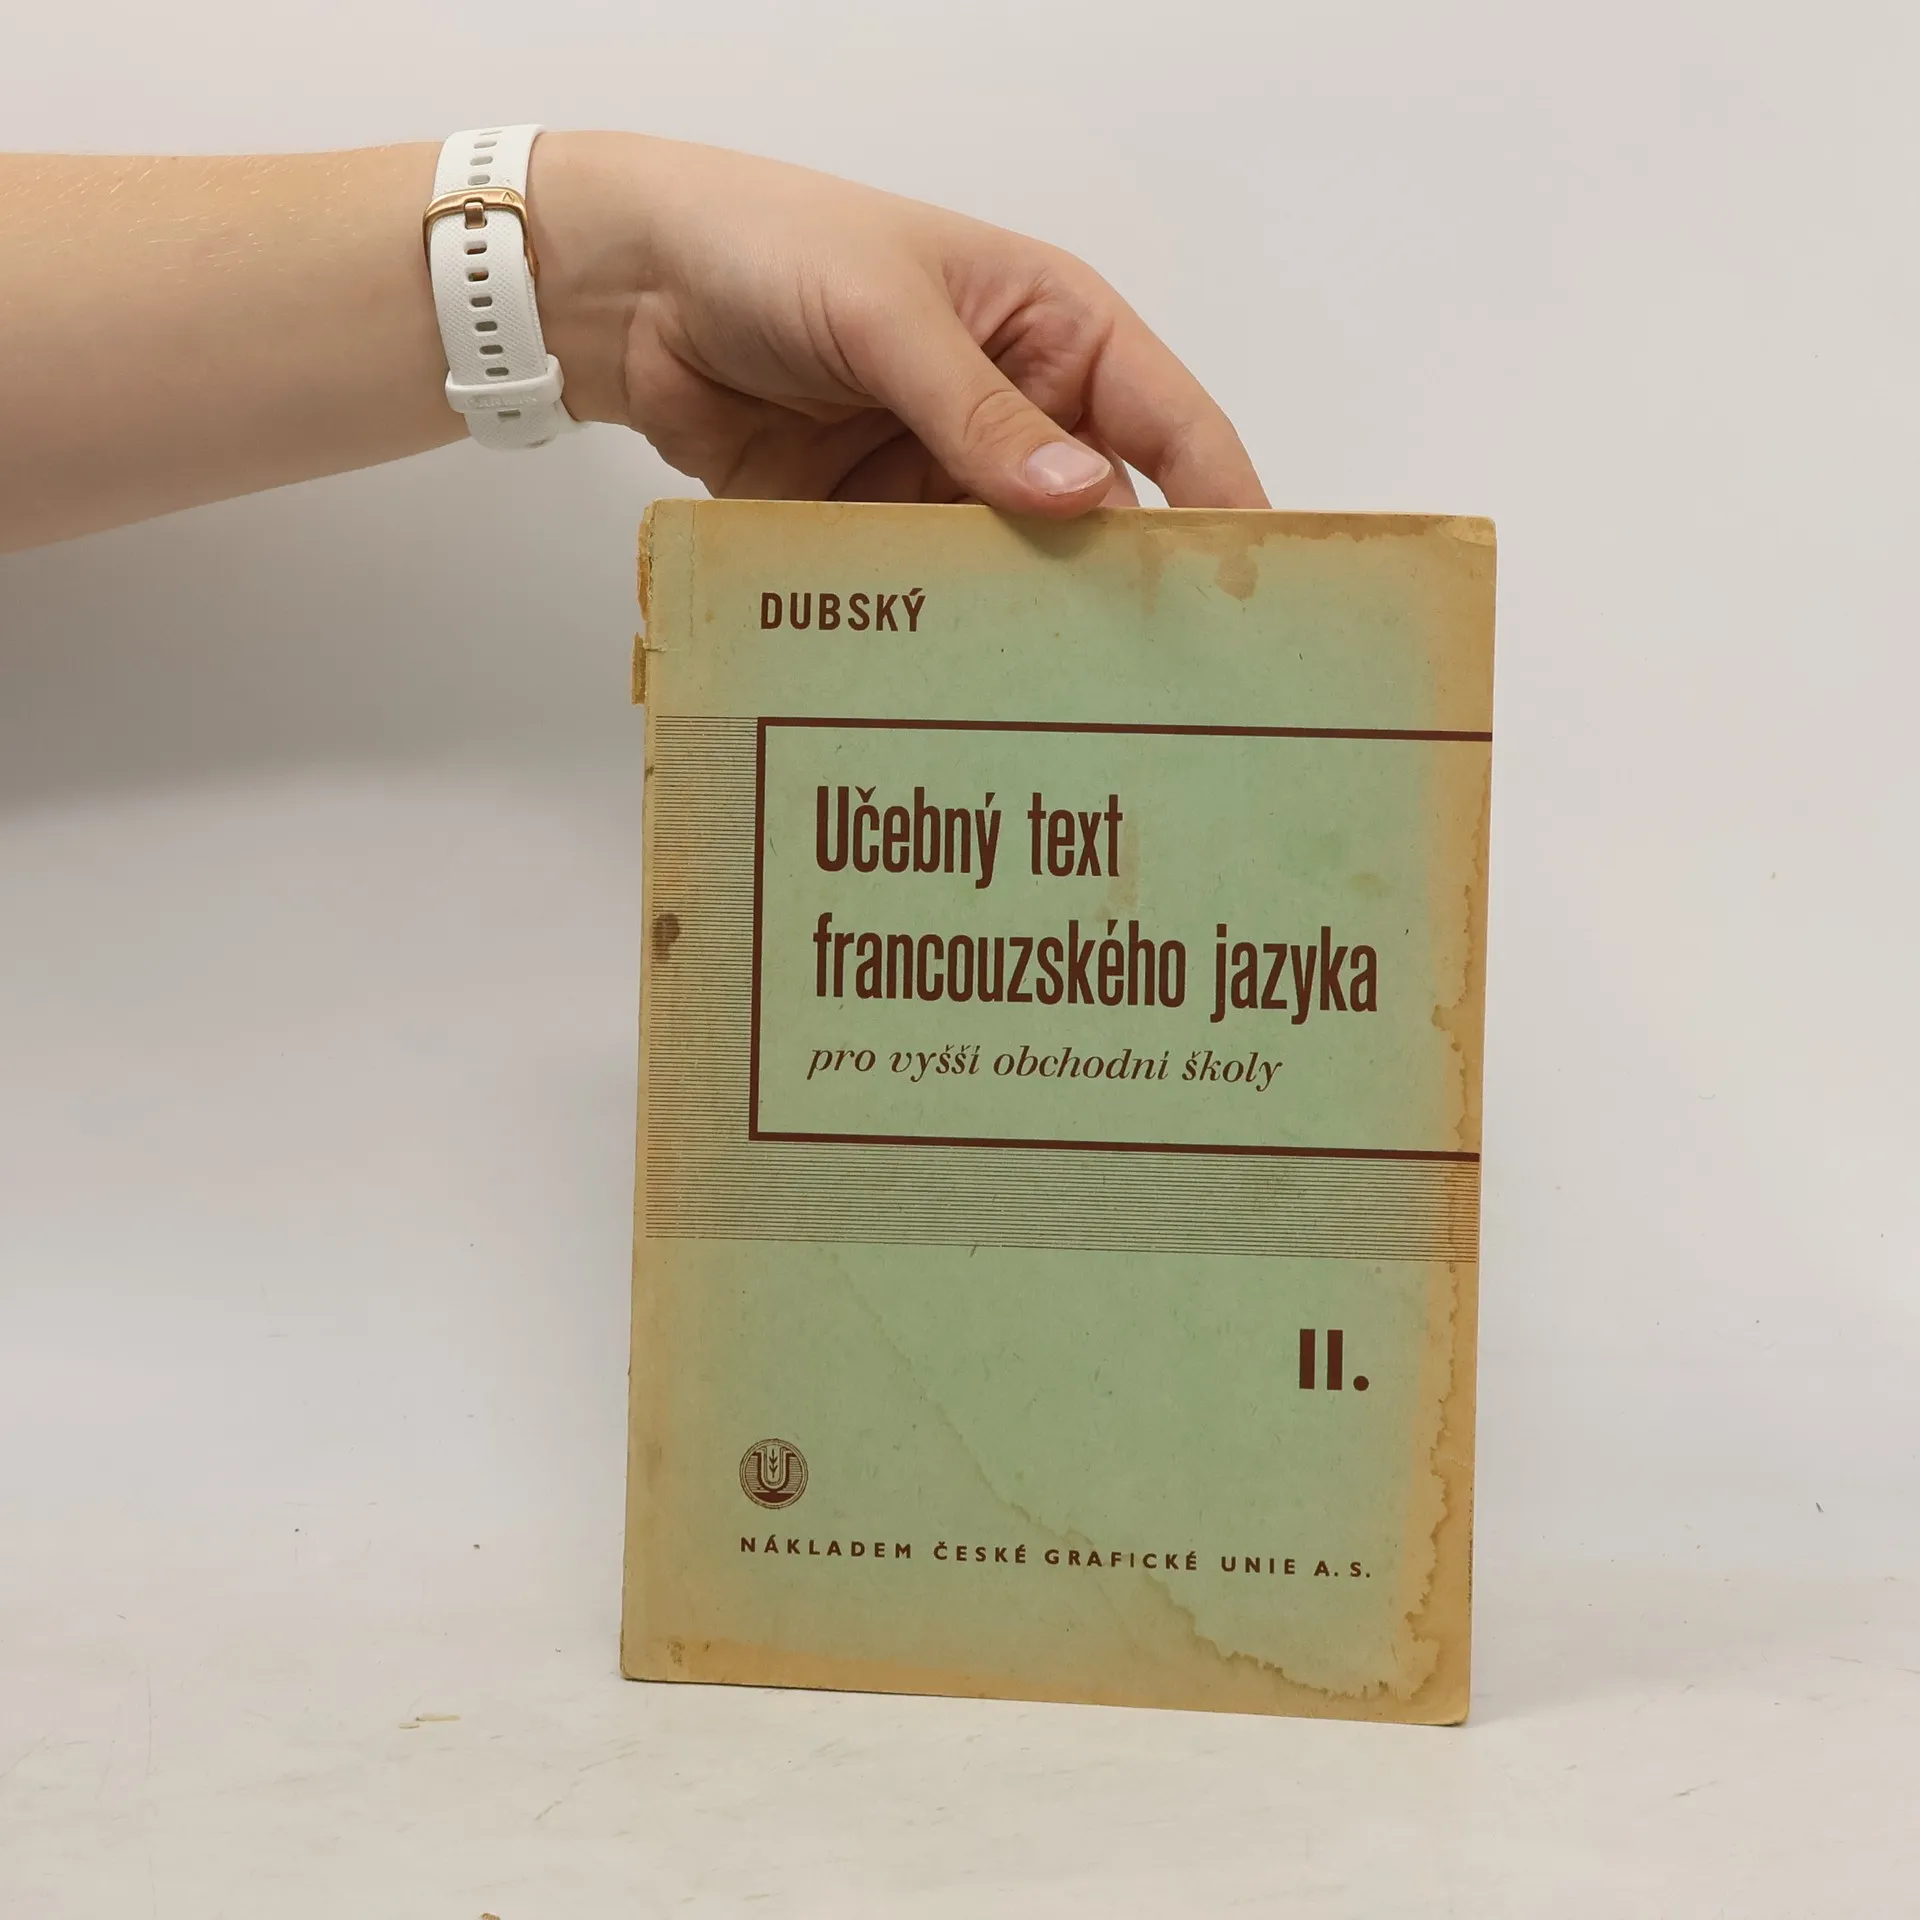 DUBSKÝ
Učebný text
francouzského jazyka
pro vyšší obchodní školy
II.
NÁKLADEM ČESKÉ GRAFICKÉ UNIE A. S.